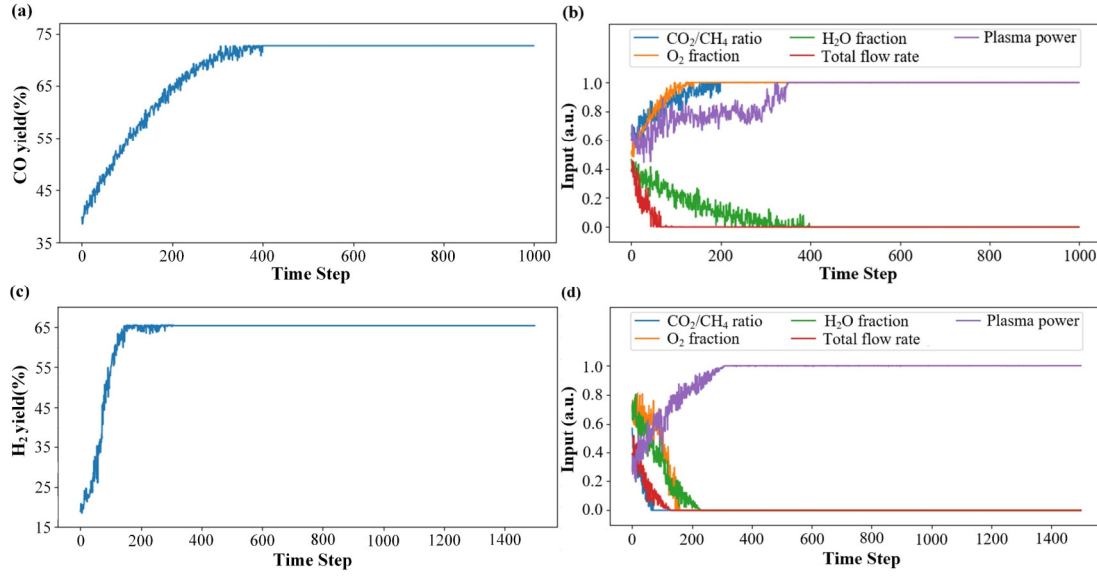 (a)
CO yield(%)
75
65
55
45
35
0 200 400 600 800 1000
Time Step
(b)
CO₂/CH₄ ratio H₂O fraction Plasma power
O₂ fraction Total flow rate
Input (a.u.)
1.0
0.8
0.6
0.4
0.2
0.0
0 200 400 600 800 1000
Time Step
(c)
H₂ yield(%)
65
55
45
35
25
15
0 200 400 600 800 1000 1200 1400
Time Step
(d)
CO₂/CH₄ ratio H₂O fraction Plasma power
O₂ fraction Total flow rate
Input (a.u.)
1.0
0.8
0.6
0.4
0.2
0.0
0 200 400 600 800 1000 1200 1400
Time Step